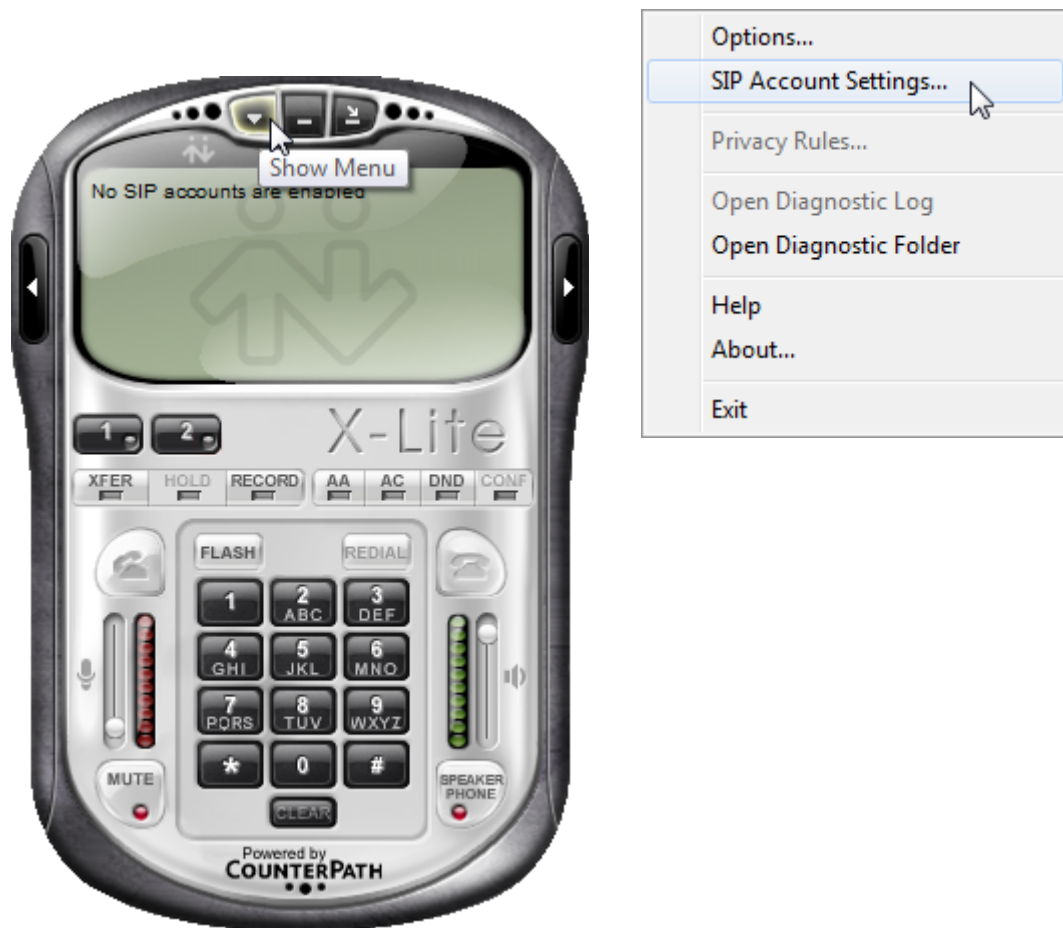 Show Menu
No SIP accounts are enabled
1 2 X-Lite
XFER HOLD RECORD AA AC DND CONF
FLASH REDIAL
1 2 3
ABC DEF
4 5 6
GHI JKL MNO
7 8 9
PQRS TUV WXYZ
* 0 #
MUTE SPEAKER
PHONE
CLEAR
Powered by
COUNTERPATH
Options...
SIP Account Settings...
Privacy Rules...
Open Diagnostic Log
Open Diagnostic Folder
Help
About...
Exit